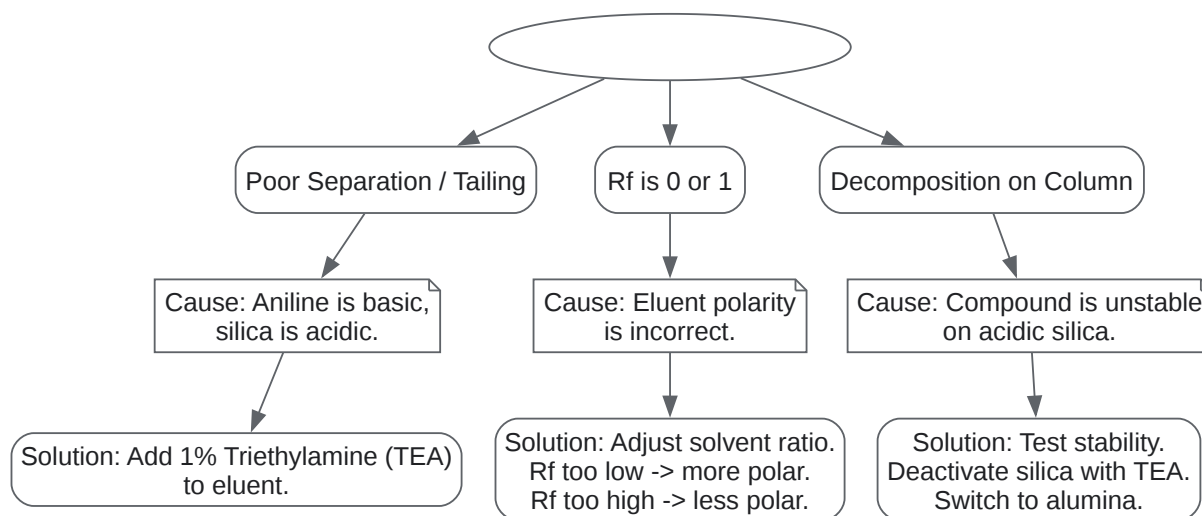 Poor Separation / Tailing
Rf is 0 or 1
Decomposition on Column
Cause: Aniline is basic,
silica is acidic.
Cause: Eluent polarity
is incorrect.
Cause: Compound is unstable
on acidic silica.
Solution: Add 1% Triethylamine (TEA)
to eluent.
Solution: Adjust solvent ratio.
Rf too low -> more polar.
Rf too high -> less polar.
Solution: Test stability.
Deactivate silica with TEA.
Switch to alumina.